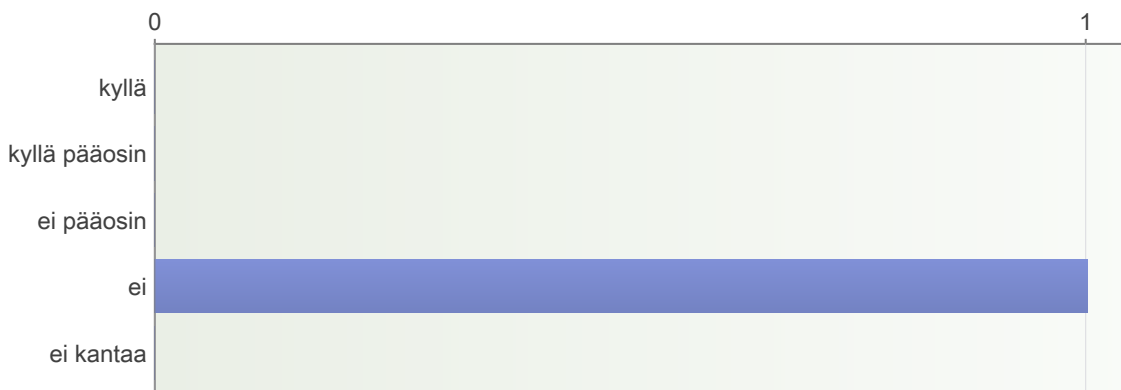 0 1
kyllä
kyllä pääosin
ei pääosin
ei
ei kantaa